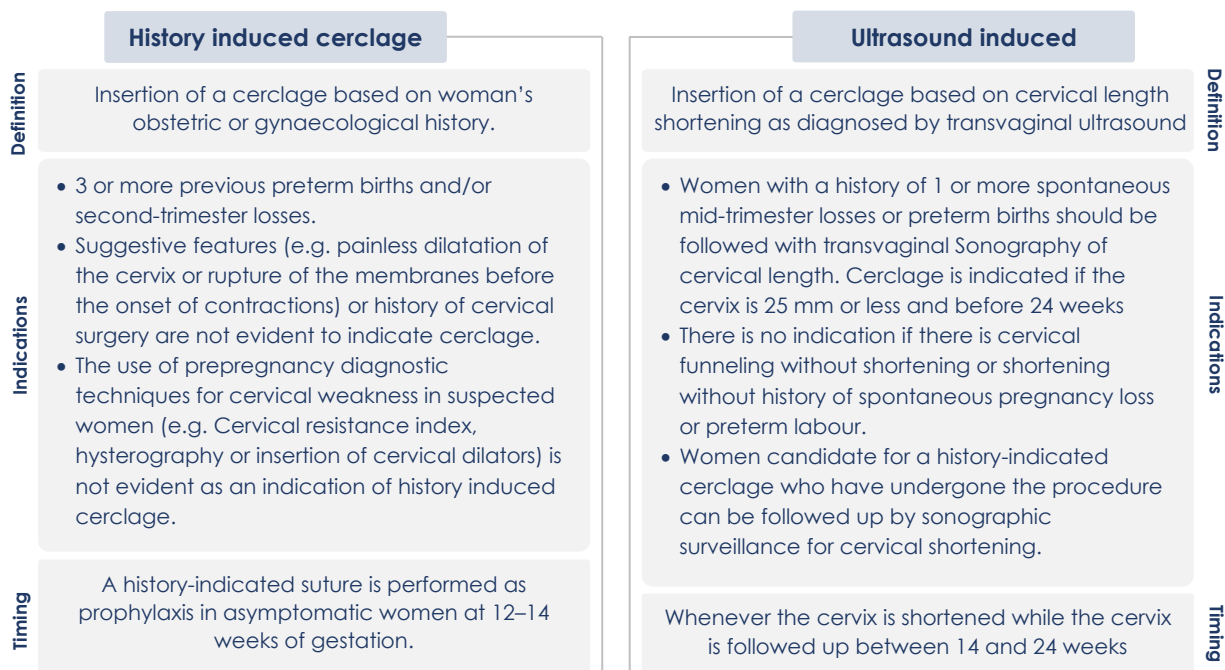 History induced cerclage
Definition
Insertion of a cerclage based on woman’s
obstetric or gynaecological history.
Indications
• 3 or more previous preterm births and/or
second-trimester losses.
• Suggestive features (e.g. painless dilatation of
the cervix or rupture of the membranes before
the onset of contractions) or history of cervical
surgery are not evident to indicate cerclage.
• The use of prepregnancy diagnostic
techniques for cervical weakness in suspected
women (e.g. Cervical resistance index,
hysterography or insertion of cervical dilators) is
not evident as an indication of history induced
cerclage.
Timing
A history-indicated suture is performed as
prophylaxis in asymptomatic women at 12–14
weeks of gestation.
Ultrasound induced
Definition
Insertion of a cerclage based on cervical length
shortening as diagnosed by transvaginal ultrasound
Indications
• Women with a history of 1 or more spontaneous
mid-trimester losses or preterm births should be
followed with transvaginal Sonography of
cervical length. Cerclage is indicated if the
cervix is 25 mm or less and before 24 weeks
• There is no indication if there is cervical
funneling without shortening or shortening
without history of spontaneous pregnancy loss
or preterm labour.
• Women candidate for a history-indicated
cerclage who have undergone the procedure
can be followed up by sonographic
surveillance for cervical shortening.
Timing
Whenever the cervix is shortened while the cervix
is followed up between 14 and 24 weeks